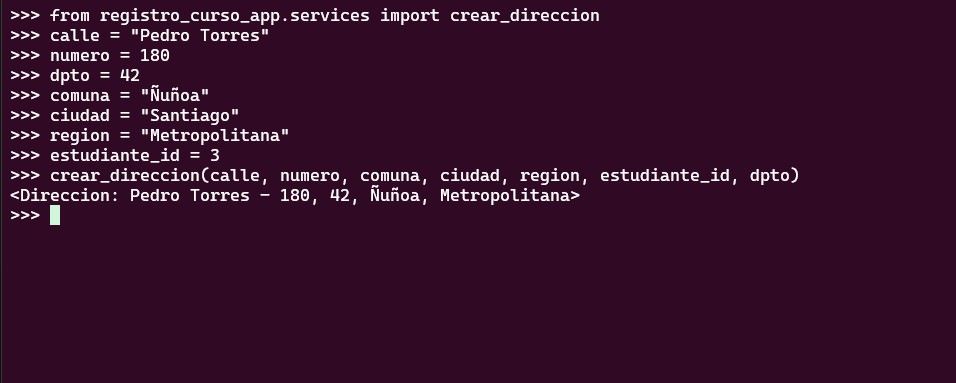 >>> from registro_curso_app.services import crear_direccion
>>> calle = "Pedro Torres"
>>> numero = 180
>>> dpto = 42
>>> comuna = "Ñuñoa"
>>> ciudad = "Santiago"
>>> region = "Metropolitana"
>>> estudiante_id = 3
>>> crear_direccion(calle, numero, comuna, ciudad, region, estudiante_id, dpto)
<Direccion: Pedro Torres - 180, 42, Ñuñoa, Metropolitana>
>>>